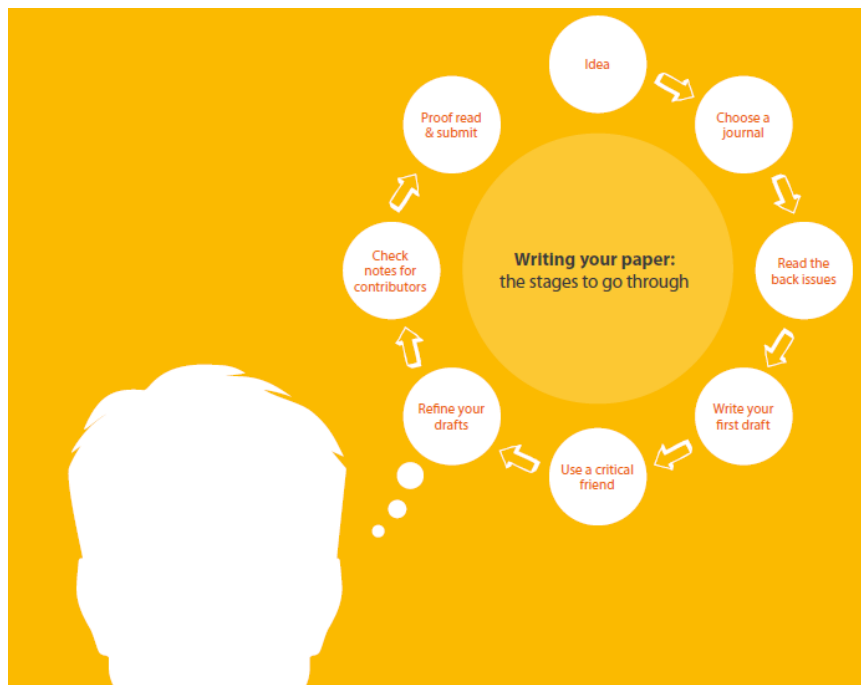 Idea
Choose a
journal
Read the
back issues
Write your
first draft
Use a critical
friend
Refine your
drafts
Check
notes for
contributors
Proof read
& submit
Writing your paper:
the stages to go through